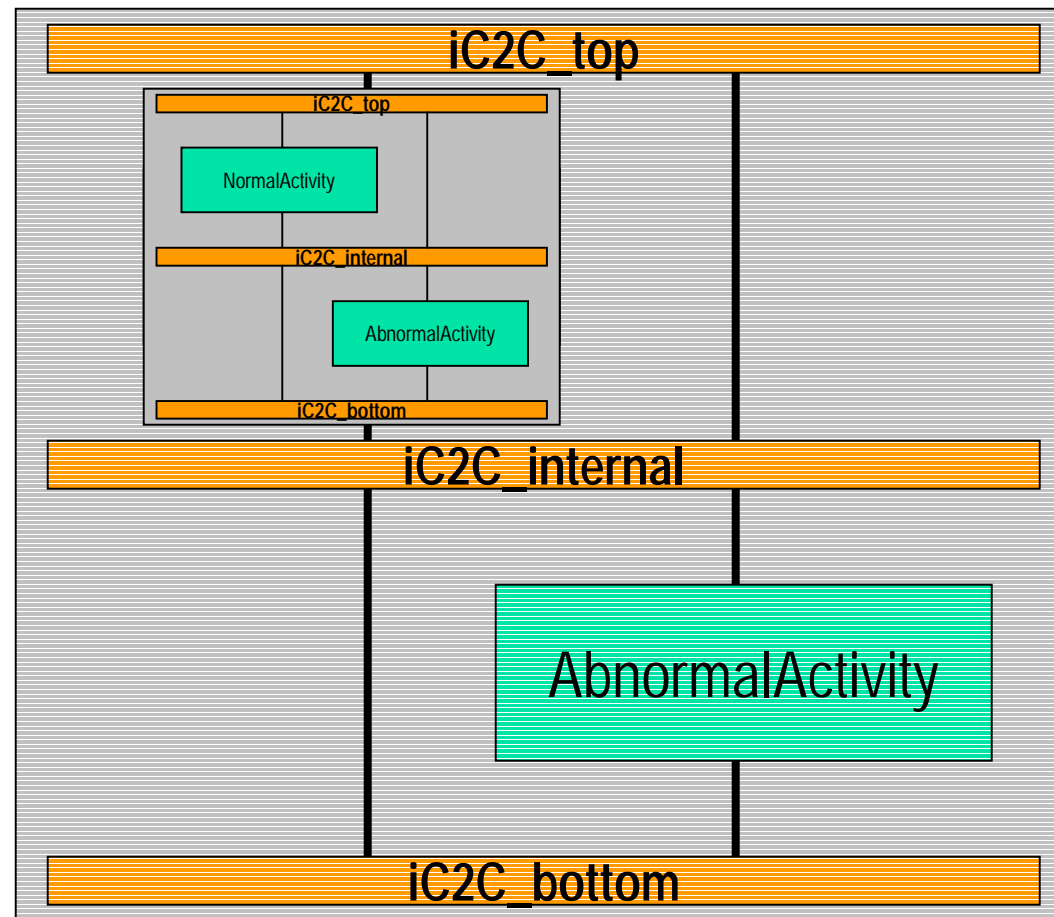 iC2C_top
iC2C_top
NormalActivity
iC2C_internal
AbnormalActivity
iC2C_bottom
iC2C_internal
AbnormalActivity
iC2C_bottom